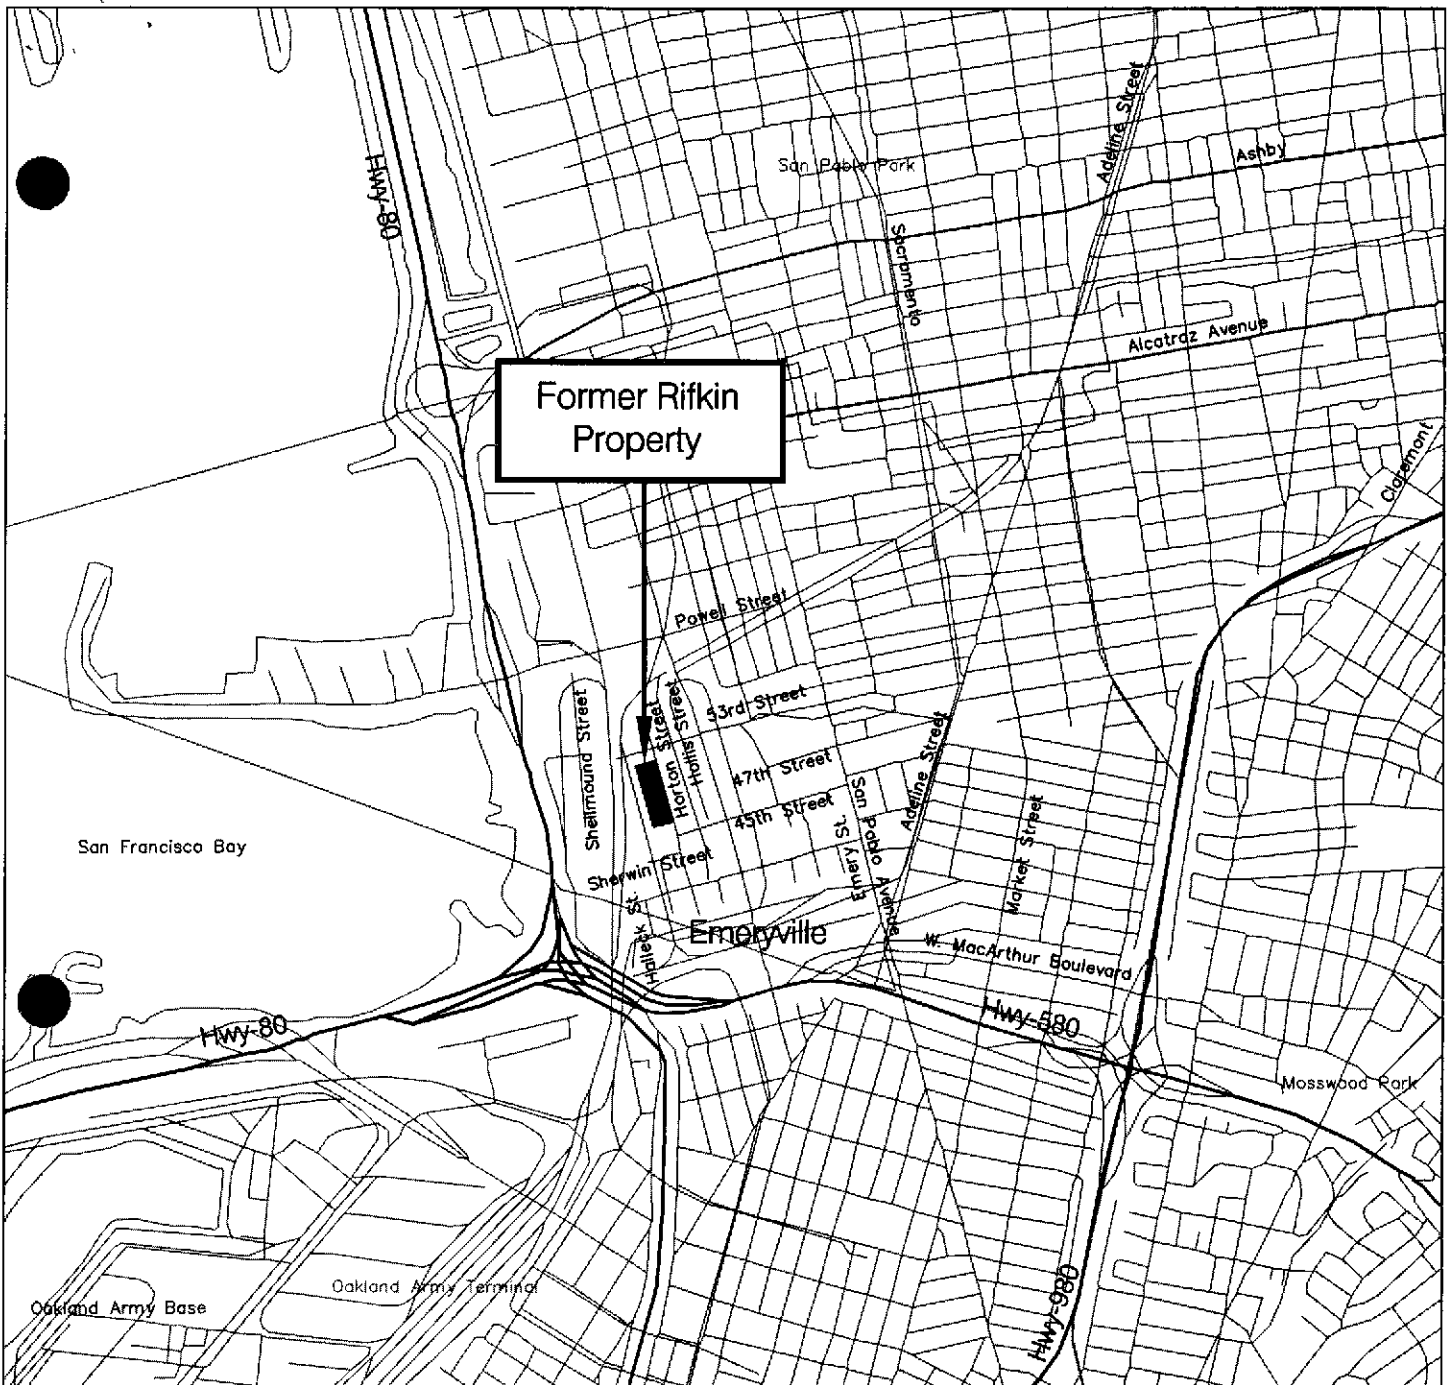 Hwy-80
San Pablo Park
Adeline Street
Ashby
Sacramento
Alcatraz Avenue
Former Rifkin
Property
Claremont
Powell Street
Shellmound Street
Horton Street
Hollis Street
53rd Street
47th Street
45th Street
Sherwin Street
San Pablo Avenue
Emery St.
Adeline Street
Market Street
San Francisco Bay
Halleck St.
Emeryville
W. MacArthur Boulevard
Hwy-80
Hwy-580
Mosswood Park
Oakland Army Terminal
Oakland Army Base
Hwy-980